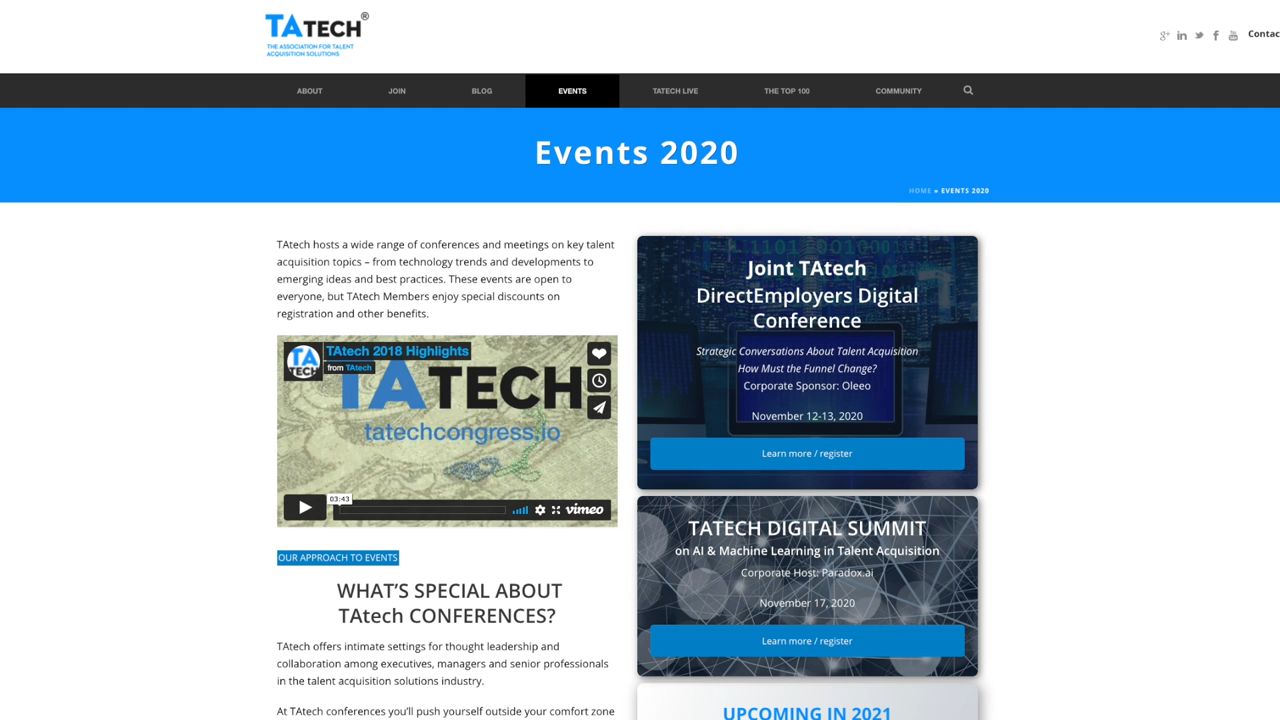 TATECH®
THE ASSOCIATION FOR TALENT
ACQUISITION SOLUTIONS
Contac
ABOUT
JOIN
BLOG
EVENTS
TATECH LIVE
THE TOP 100
COMMUNITY
Events 2020
HOME » EVENTS 2020
TAtech hosts a wide range of conferences and meetings on key talent
acquisition topics – from technology trends and developments to
emerging ideas and best practices. These events are open to
everyone, but TAtech Members enjoy special discounts on
registration and other benefits.
TA
TECH
TAtech 2018 Highlights
from TAtech
TATECH
tatechcongress.io
03:43
vimeo
OUR APPROACH TO EVENTS
WHAT'S SPECIAL ABOUT
TAtech CONFERENCES?
TAtech offers intimate settings for thought leadership and
collaboration among executives, managers and senior professionals
in the talent acquisition solutions industry.
At TAtech conferences you'll push yourself outside your comfort zone
Joint TAtech
DirectEmployers Digital
Conference
Strategic Conversations About Talent Acquisition
How Must the Funnel Change?
Corporate Sponsor: Oleeo
November 12-13, 2020
Learn more / register
TATECH DIGITAL SUMMIT
on AI & Machine Learning in Talent Acquisition
Corporate Host: Paradox.ai
November 17, 2020
Learn more / register
UPCOMING IN 2021